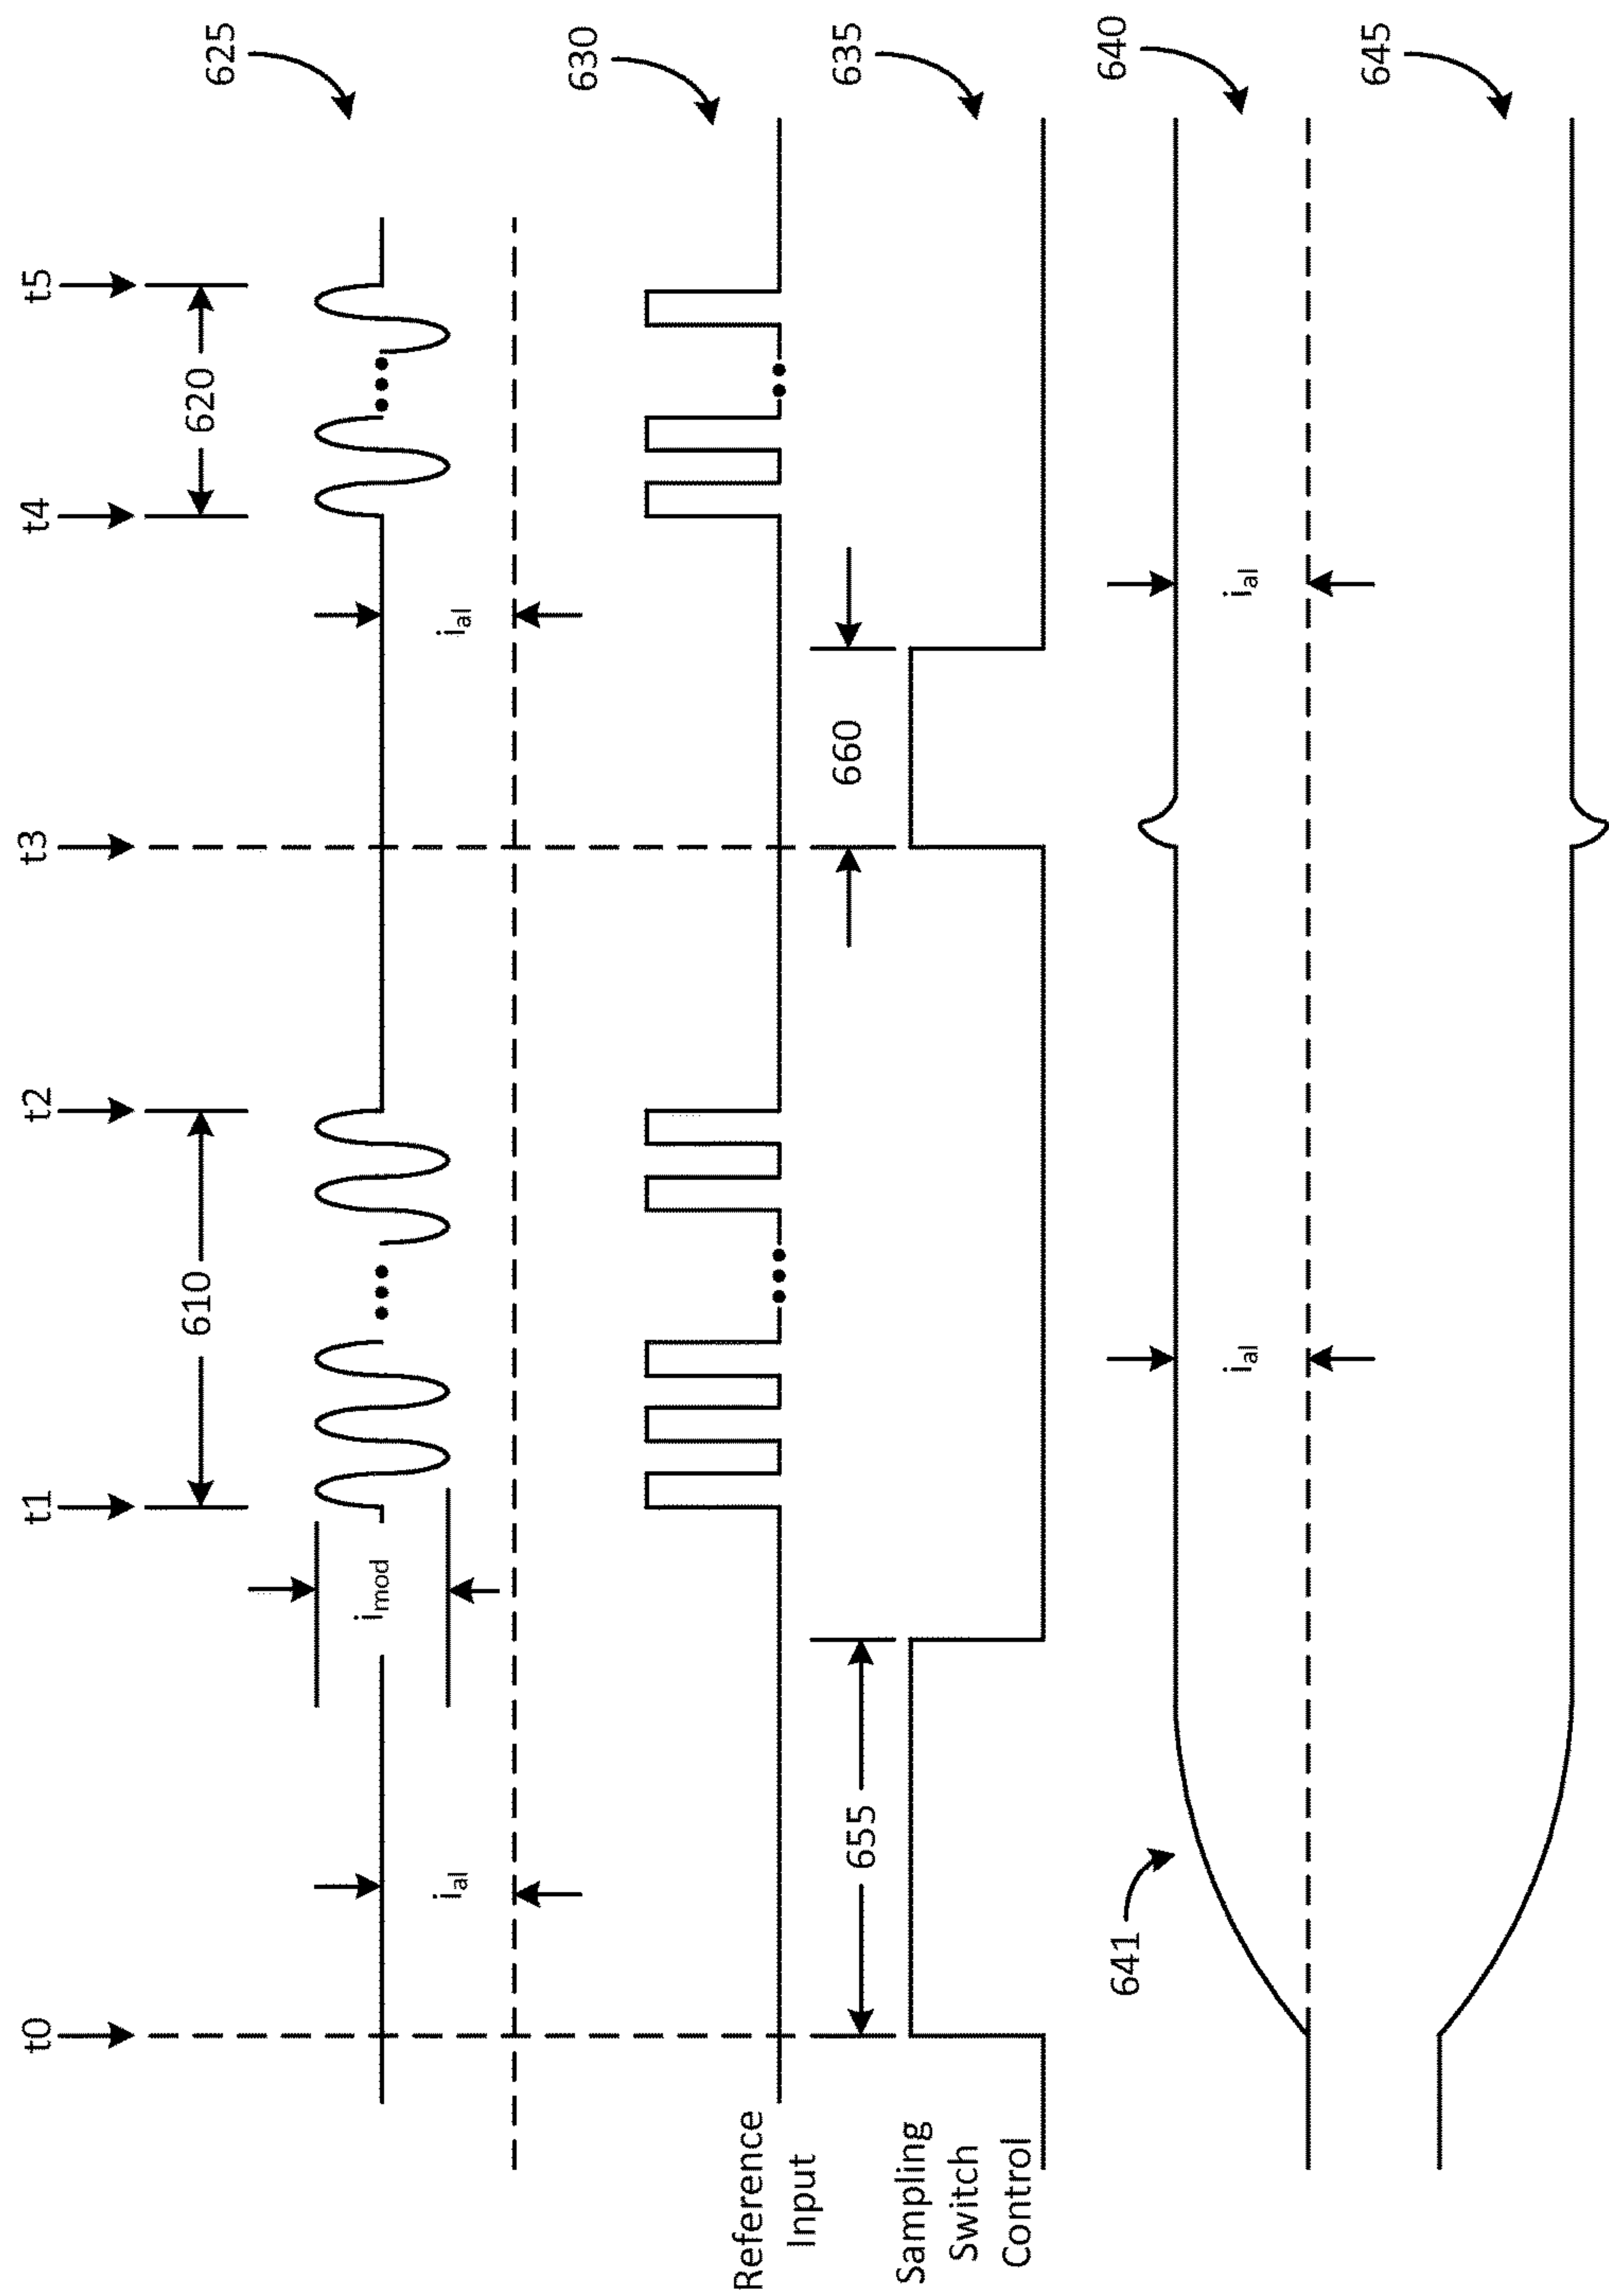 t0
t1
t2
t3
t4
t5
610
620
625
i_al
i_mod
i_al
630
Reference
Input
635
655
660
Sampling
Switch
Control
640
641
i_al
i_al
645